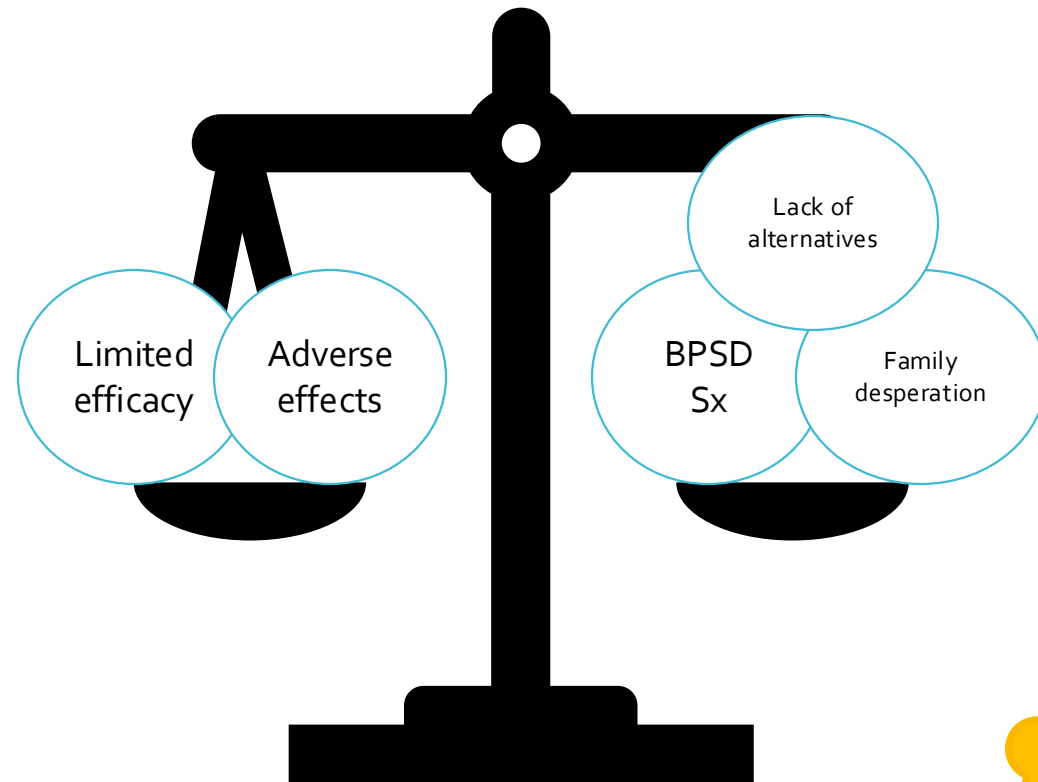 Lack of
alternatives
Limited
efficacy
Adverse
effects
BPSD
Sx
Family
desperation